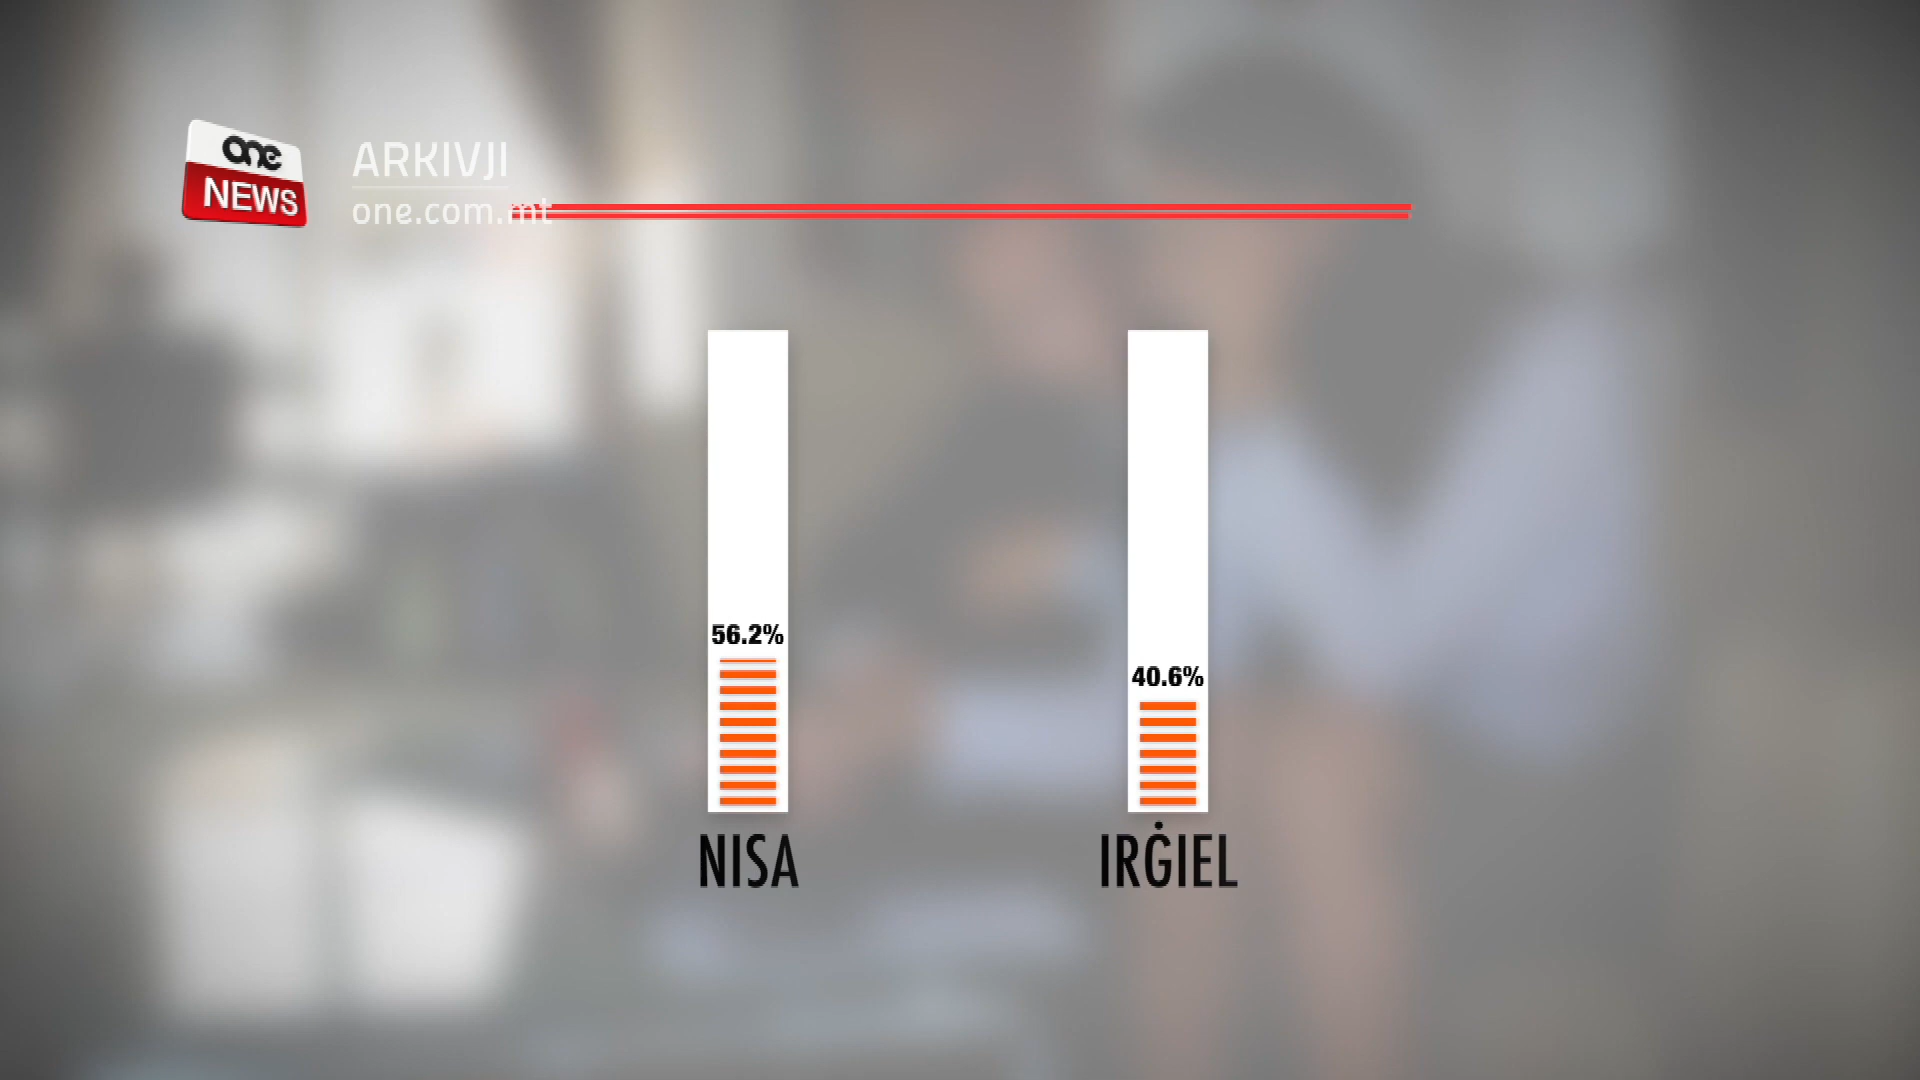 one
NEWS
ARKIVJI
one.com.mt
56.2%
40.6%
NISA
IRĠIEL